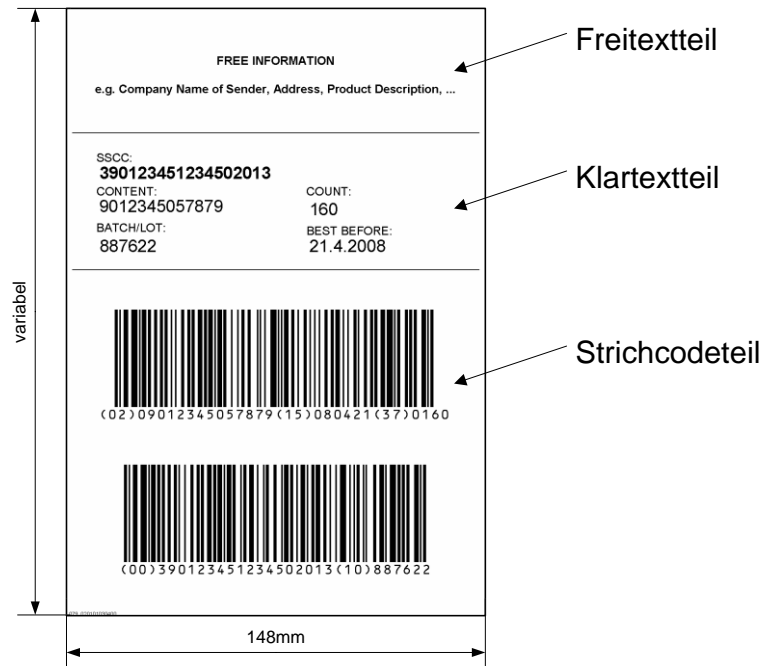 FREE INFORMATION
e.g. Company Name of Sender, Address, Product Description, ...
Freitextteil
SSCC:
390123451234502013
CONTENT:
9012345057879
COUNT:
160
BATCH/LOT:
887622
BEST BEFORE:
21.4.2008
Klartextteil
variabel
(02)09012345057879(15)080421(37)0160
Strichcodeteil
(00)390123451234502013(10)887622
148mm